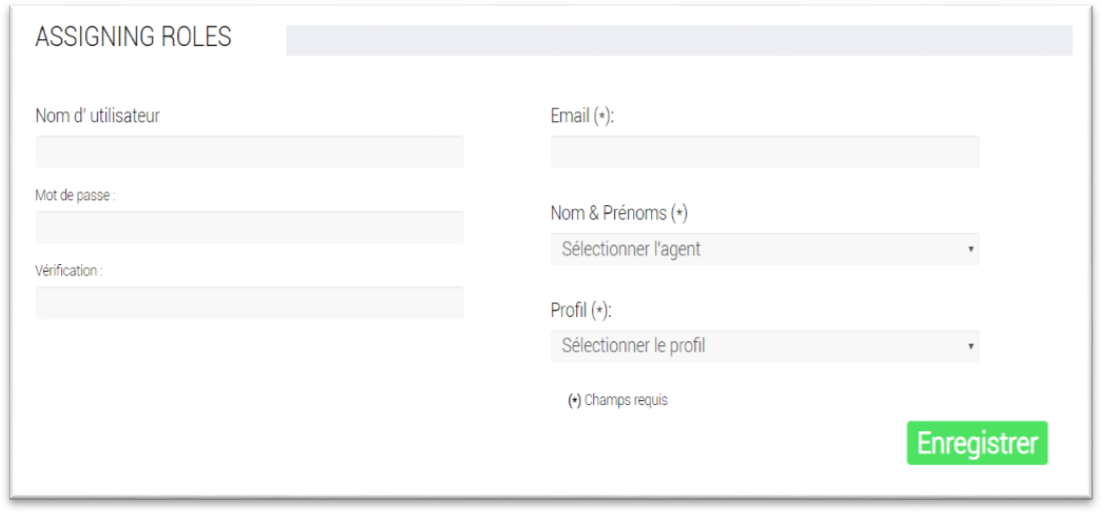 ASSIGNING ROLES
Nom d' utilisateur
Mot de passe :
Vérification :
Email (*):
Nom & Prénoms (*)
Sélectionner l'agent
Profil (*):
Sélectionner le profil
(*) Champs requis
Enregistrer